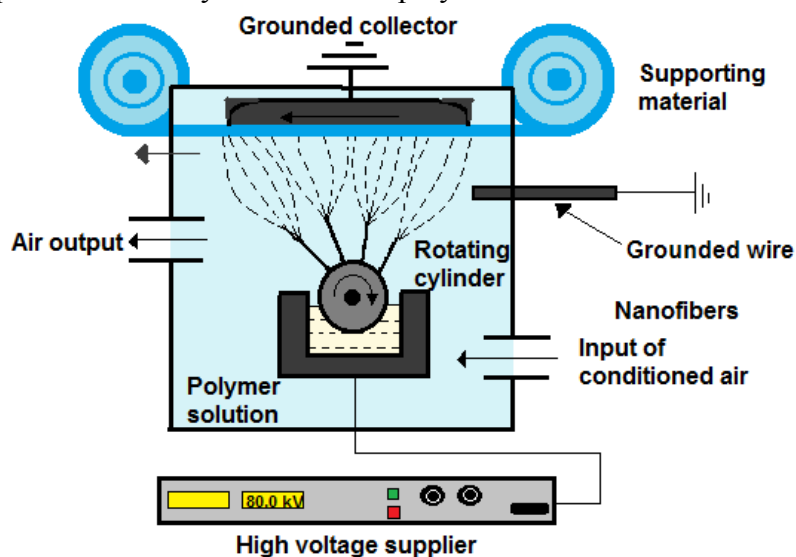 Grounded collector
Supporting
material
Air output
Rotating
cylinder
Grounded wire
Nanofibers
Input of
conditioned air
Polymer
solution
80.0 kV
High voltage supplier